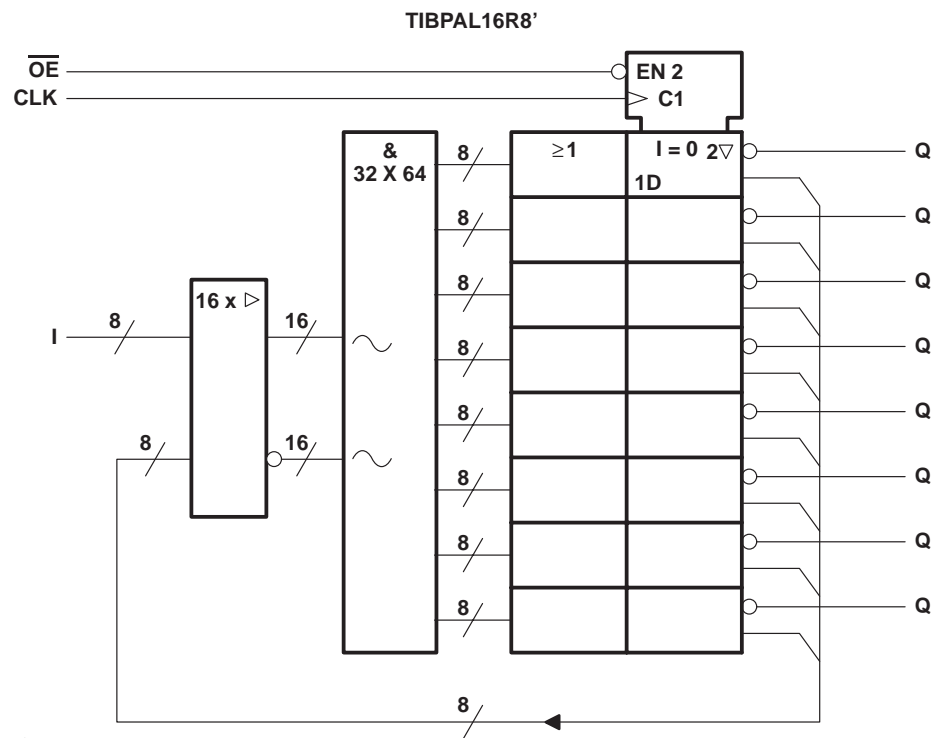 TIBPAL16R8’
OE
EN 2
CLK
C1
&
32 X 64
8
≥1
I = 0 2▽
1D
Q
8
Q
8
Q
16 x ▷
I
8
16
8
Q
8
Q
8
16
8
Q
8
Q
8
Q
8